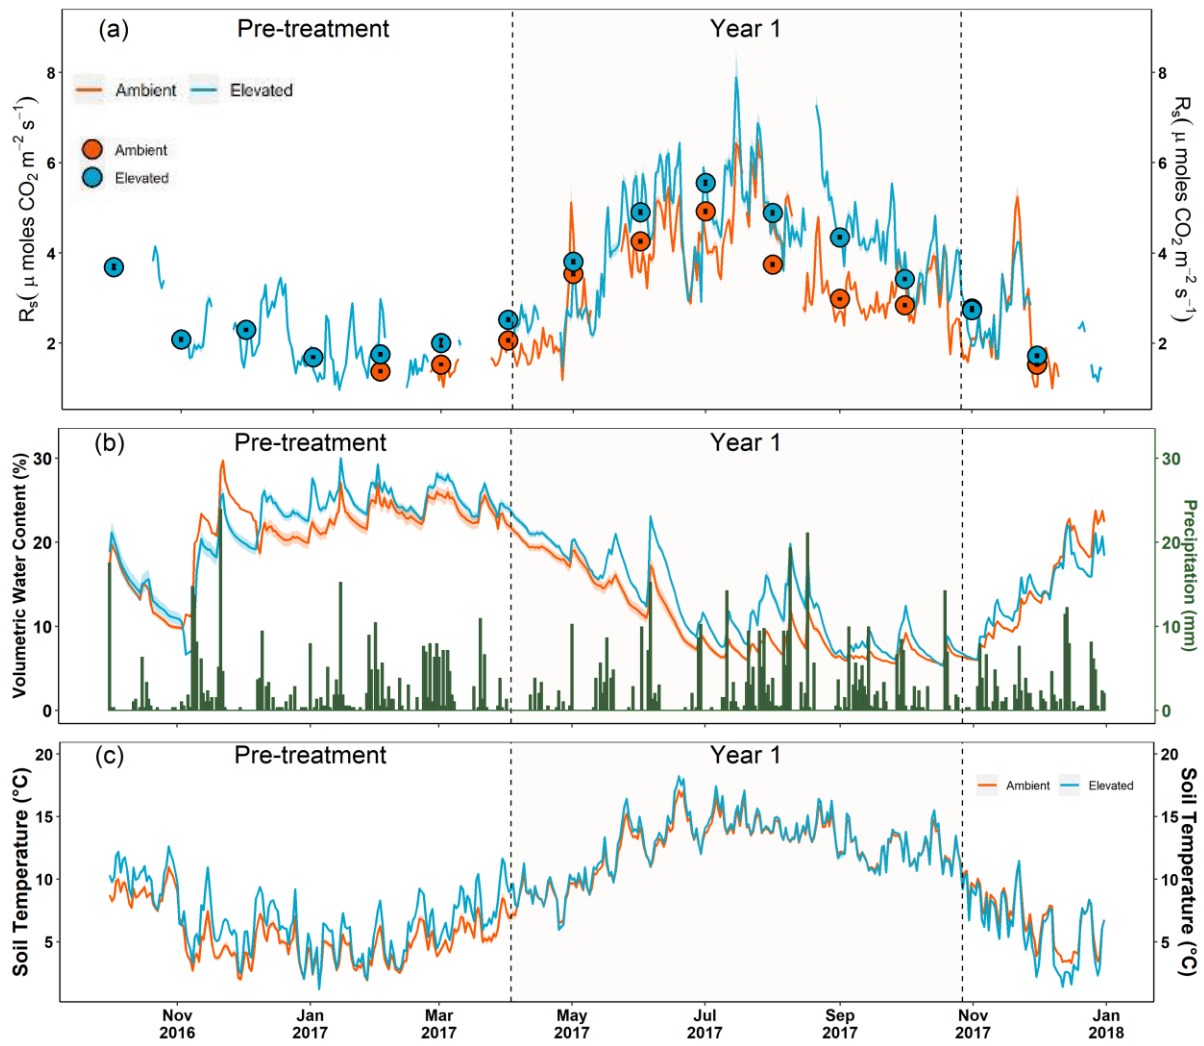 (a) Pre-treatment Year 1
Ambient Elevated
Ambient
Elevated
Rs( μ moles CO2 m−2 s−1)
8
6
4
2
8
6
4
2
Rs( μ moles CO2 m−2 s−1)
(b) Pre-treatment Year 1
Volumetric Water Content (%)
30
20
10
0
30
20
10
0
Precipitation (mm)
(c) Pre-treatment Year 1
Ambient Elevated
Soil Temperature (°C)
20
15
10
5
20
15
10
5
Soil Temperature (°C)
Nov Jan Mar May Jul Sep Nov Jan
2016 2017 2017 2017 2017 2017 2017 2018